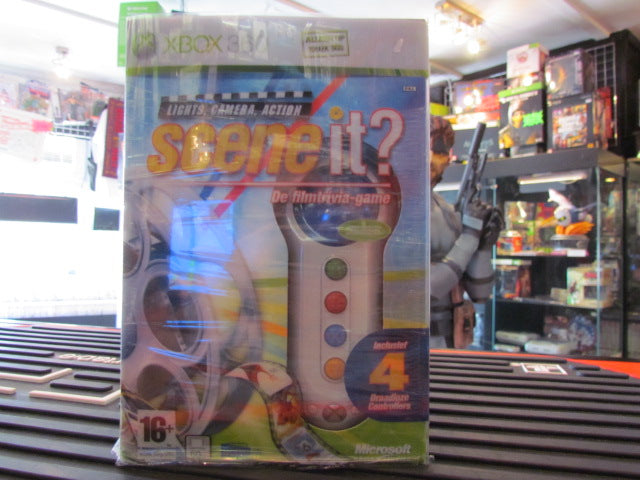 XBOX 360
LIGHTS, CAMERA, ACTION
scene it?
De filmtrivia-game
Inclusief
4
Draadloze
Controllers
16+
Microsoft